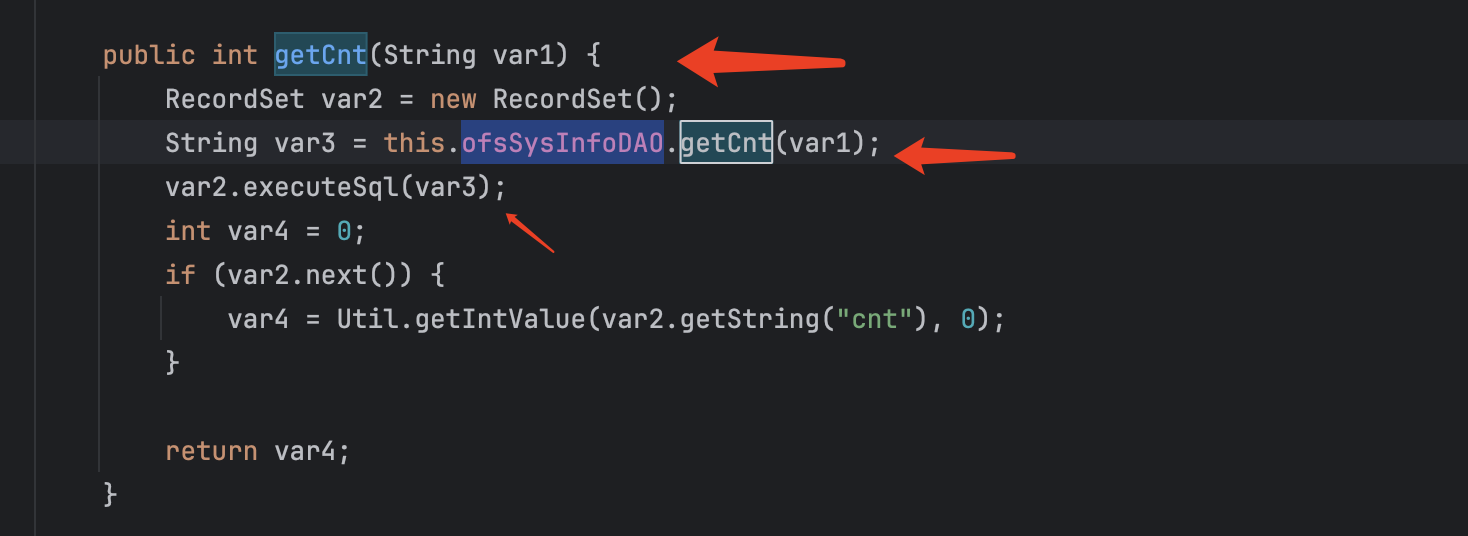 public int getCnt(String var1) {
RecordSet var2 = new RecordSet();
String var3 = this.ofsSysInfoDAO.getCnt(var1);
var2.executeSql(var3);
int var4 = 0;
if (var2.next()) {
var4 = Util.getIntValue(var2.getString("cnt"), 0);
}
return var4;
}